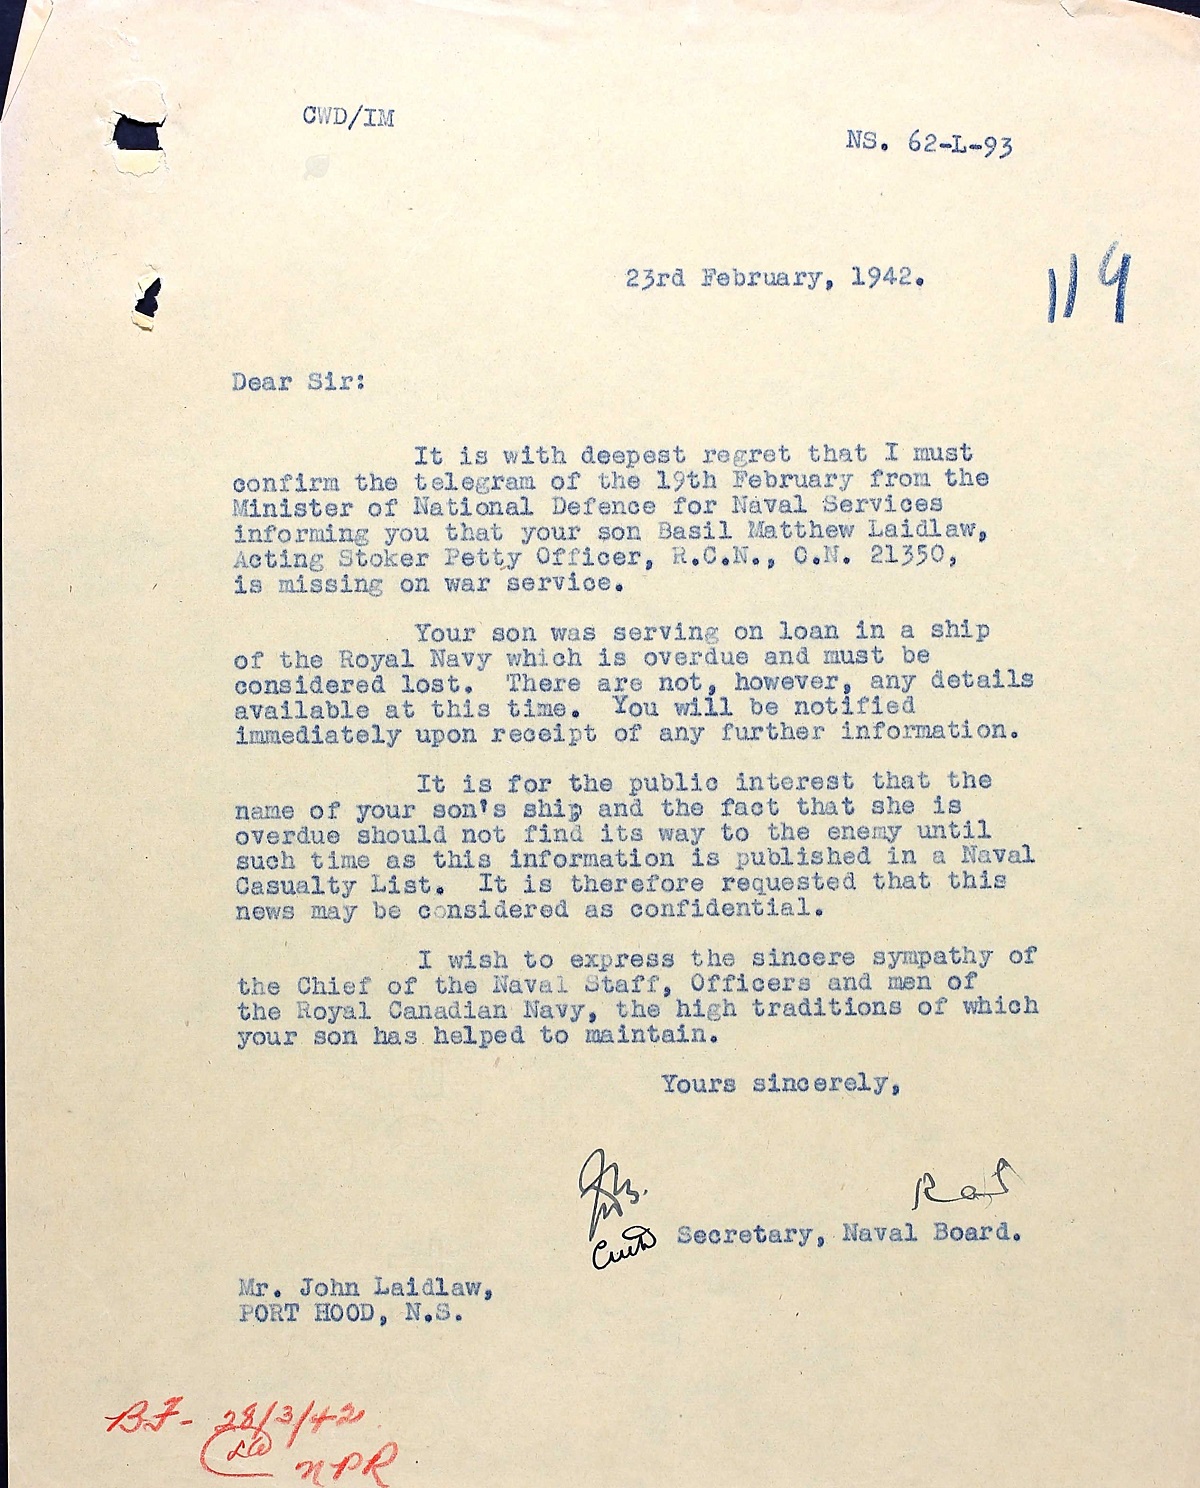 CWD/IM
NS. 62-L-93
23rd February, 1942.
119
Dear Sir:
It is with deepest regret that I must
confirm the telegram of the 19th February from the
Minister of National Defence for Naval Services
informing you that your son Basil Matthew Laidlaw,
Acting Stoker Petty Officer, R.C.N., O.N. 21350,
is missing on war service.
Your son was serving on loan in a ship
of the Royal Navy which is overdue and must be
considered lost. There are not, however, any details
available at this time. You will be notified
immediately upon receipt of any further information.
It is for the public interest that the
name of your son's ship and the fact that she is
overdue should not find its way to the enemy until
such time as this information is published in a Naval
Casualty List. It is therefore requested that this
news may be considered as confidential.
I wish to express the sincere sympathy of
the Chief of the Naval Staff, Officers and men of
the Royal Canadian Navy, the high traditions of which
your son has helped to maintain.
Yours sincerely,
Secretary, Naval Board.
Mr. John Laidlaw,
PORT HOOD, N.S.
BF- 28/3/42
NPR